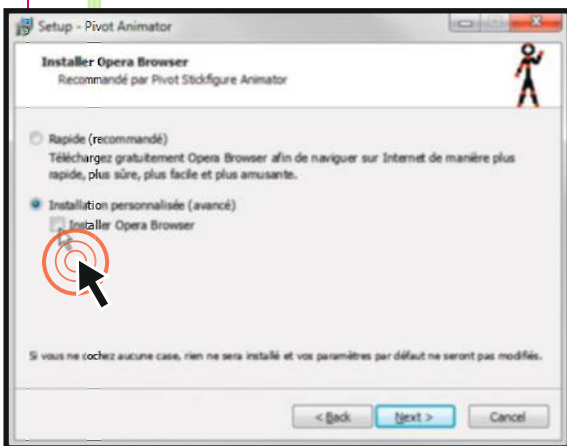 Setup - Pivot Animator
Installer Opera Browser
Recommandé par Pivot Stickfigure Animator
Rapide (recommandé)
Téléchargez gratuitement Opera Browser afin de naviguer sur Internet de manière plus
rapide, plus sûre, plus facile et plus amusante.
Installation personnalisée (avancé)
Installer Opera Browser
Si vous ne cochez aucune case, rien ne sera installé et vos paramètres par défaut ne seront pas modifiés.
< Back
Next >
Cancel